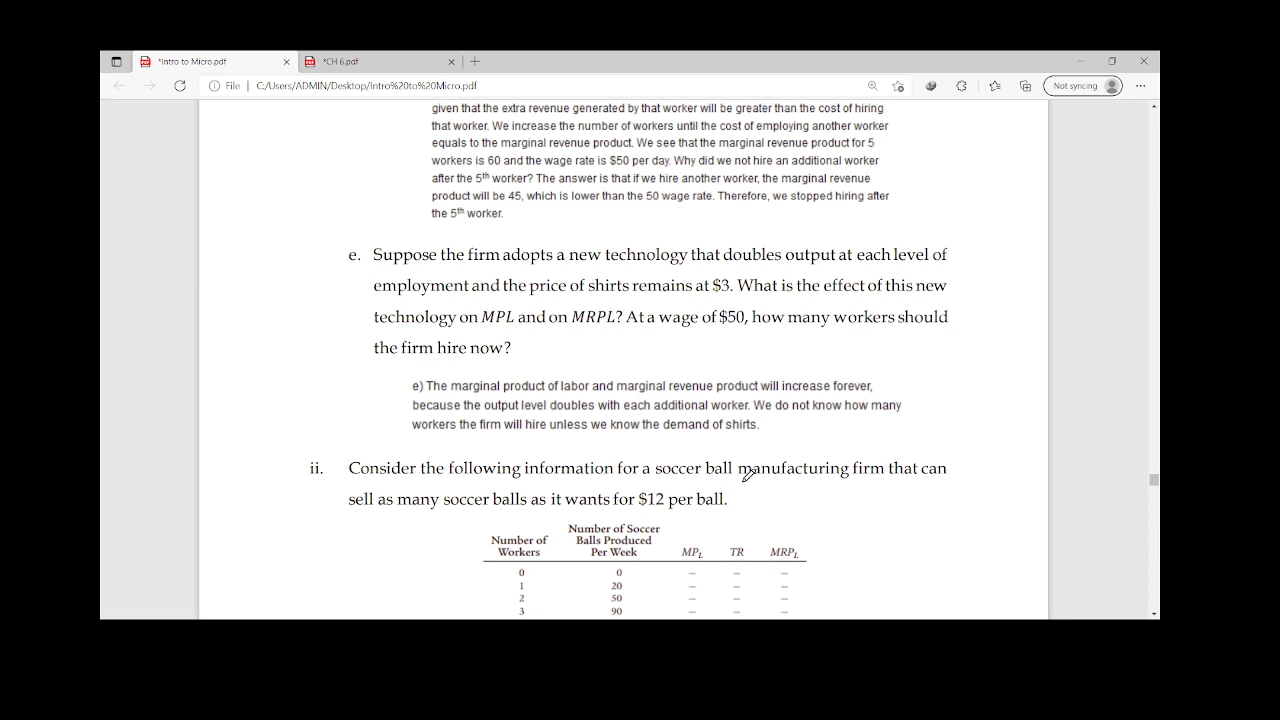 *Intro to Micro.pdf
*CH 6.pdf
File | C:/Users/ADMIN/Desktop/Intro%20to%20Micro.pdf
Not syncing
given that the extra revenue generated by that worker will be greater than the cost of hiring
that worker. We increase the number of workers until the cost of employing another worker
equals to the marginal revenue product. We see that the marginal revenue product for 5
workers is 60 and the wage rate is $50 per day. Why did we not hire an additional worker
after the 5th worker? The answer is that if we hire another worker, the marginal revenue
product will be 45, which is lower than the 50 wage rate. Therefore, we stopped hiring after
the 5th worker.
e. Suppose the firm adopts a new technology that doubles output at each level of
employment and the price of shirts remains at $3. What is the effect of this new
technology on MPL and on MRPL? At a wage of $50, how many workers should
the firm hire now?
e) The marginal product of labor and marginal revenue product will increase forever,
because the output level doubles with each additional worker. We do not know how many
workers the firm will hire unless we know the demand of shirts.
ii. Consider the following information for a soccer ball manufacturing firm that can
sell as many soccer balls as it wants for $12 per ball.
Number of Soccer
Number of Balls Produced
Workers Per Week MPL TR MRPL
0 0 – – –
1 20 – – –
2 50 – – –
3 90 – – –